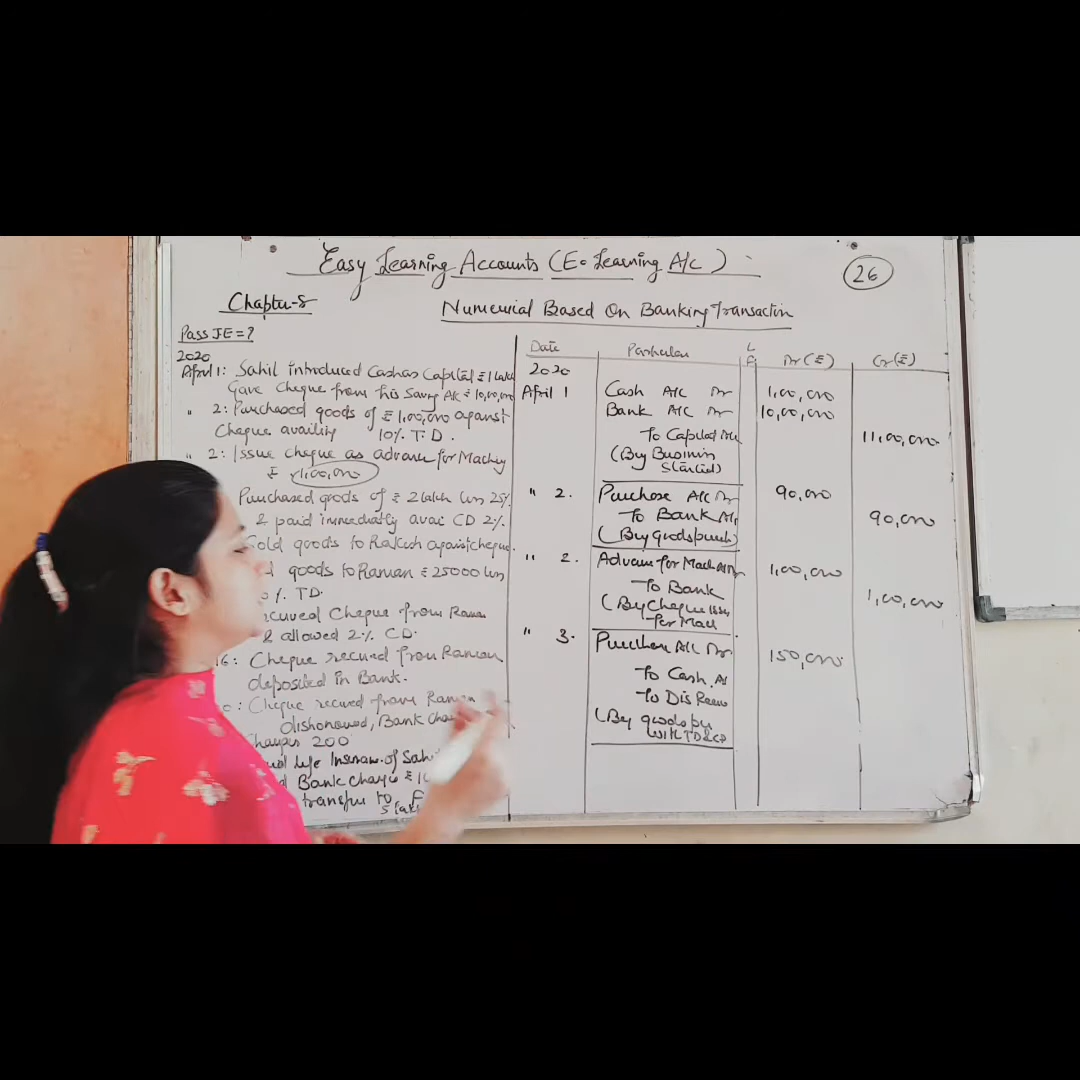 Easy Learning Accounts (E-Learning A/C)
26
Chapter-8
Numerical Based On Banking Transaction
Pass JE = ?
2020
April 1: Sahil introduced Cash as Capital ₹ 1 Lakh
Gave Cheque from his Saving A/c ₹ 10,00,000
" 2: Purchased goods of ₹ 1,00,000 against
Cheque availing 10% T.D.
" 2: Issue cheque as advance for Machinery
₹ 1,00,000
Purchased goods of ₹ 2 lakh less 25%
& paid immediately avail CD 2%.
Sold goods to Rakesh against cheque.
goods to Raman ₹ 25000 less
% TD.
Cheque from Raman
& allowed 2% CD.
16: Cheque received from Raman
deposited in Bank.
Cheque received from Raman
dishonoured, Bank
Charges 200
Life Insurance of Sahil
Bank charges ₹
transfer to
Date
Particulars
L
F
Dr (₹)
Cr (₹)
2020
April 1
Cash A/c Dr
1,00,000
Bank A/c Dr
10,00,000
To Capital A/c
11,00,000
(By Business
Started)
" 2.
Purchase A/c Dr
90,000
To Bank A/c
90,000
(By goods purch)
" 2.
Advance for Mach A/c Dr
1,00,000
To Bank
1,00,000
(By Cheque Issu
for Mach
" 3.
Purchase A/c Dr
150,000
To Cash A/c
To Dis Recev
(By goods pu
with TD & CD